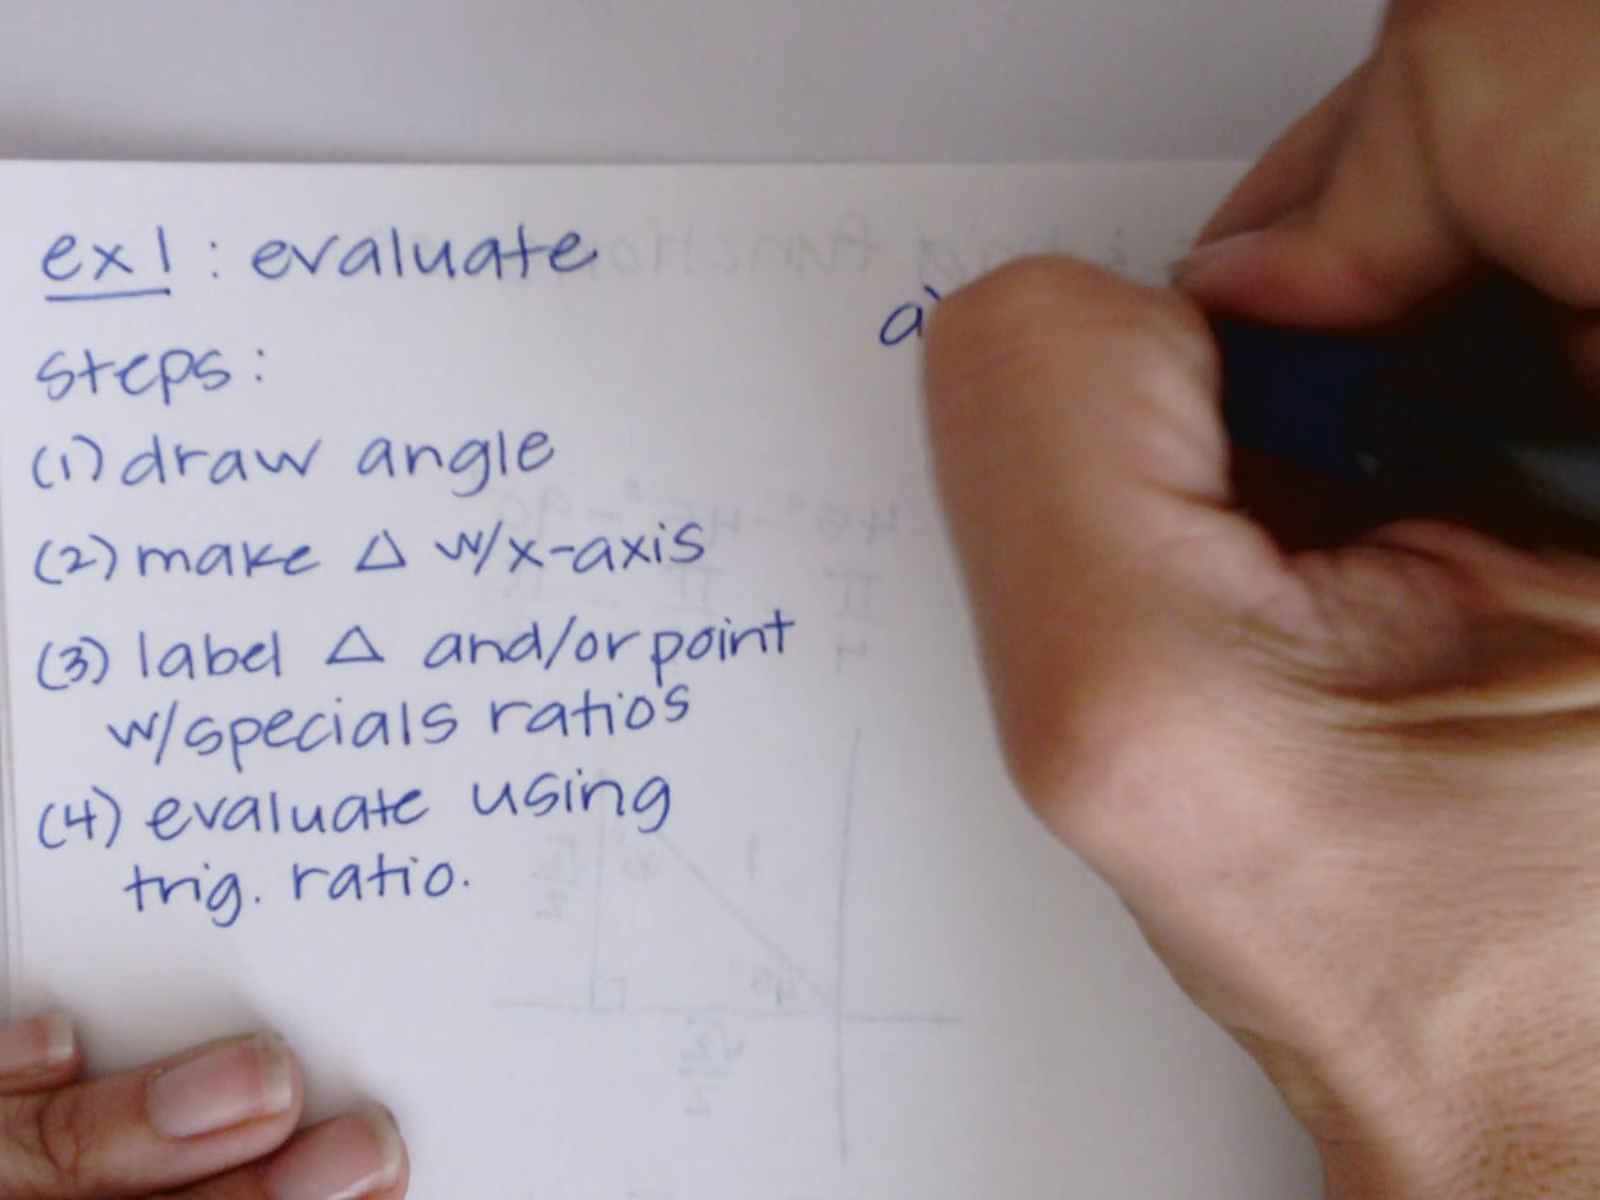 ex1: evaluate
a)
steps:
(1) draw angle
(2) make △ w/x-axis
(3) label △ and/or point
w/specials ratios
(4) evaluate using
trig. ratio.